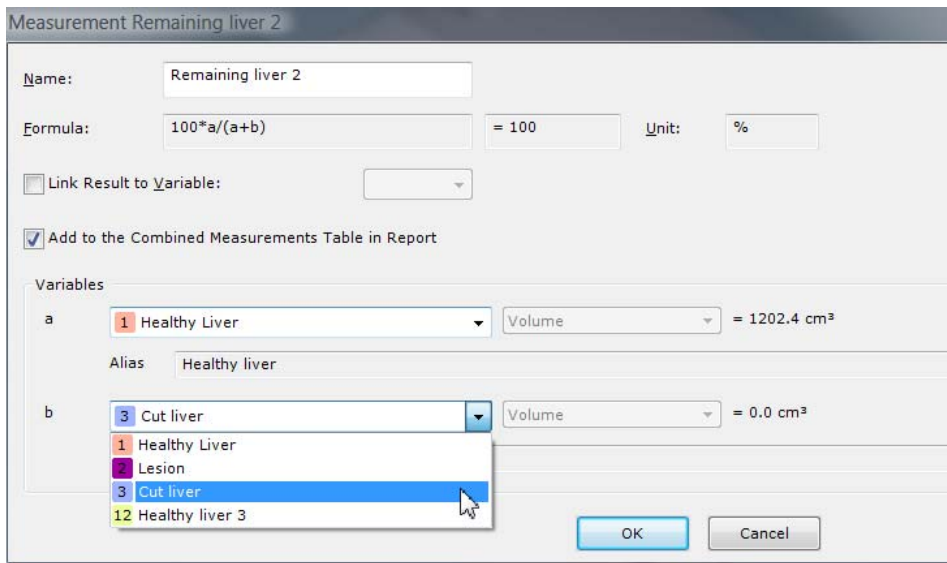 Measurement Remaining liver 2
Name: Remaining liver 2
Formula: 100*a/(a+b) = 100 Unit: %
Link Result to Variable:
Add to the Combined Measurements Table in Report
Variables
a 1 Healthy Liver Volume = 1202.4 cm³
Alias Healthy liver
b 3 Cut liver Volume = 0.0 cm³
1 Healthy Liver
2 Lesion
3 Cut liver
12 Healthy liver 3
OK Cancel